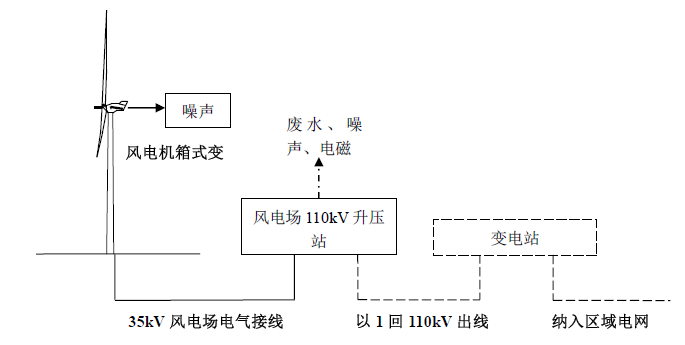 噪声
风电机箱式变
废水、噪
声、电磁
风电场 110kV 升压
站
变电站
35kV 风电场电气接线
以 1 回 110kV 出线
纳入区域电网